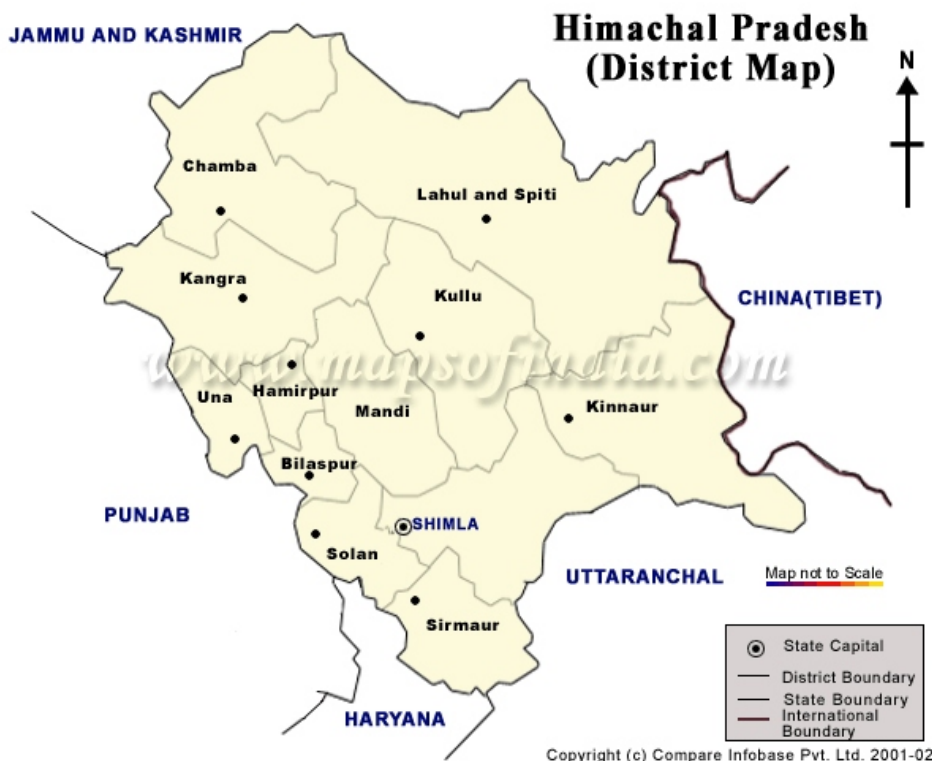 Himachal Pradesh
(District Map)
JAMMU AND KASHMIR
N
Chamba
Lahul and Spiti
Kangra
Kullu
CHINA(TIBET)
www.mapsofindia.com
Una
Hamirpur
Mandi
Kinnaur
Bilaspur
PUNJAB
SHIMLA
Solan
UTTARANCHAL
Map not to Scale
Sirmaur
State Capital
District Boundary
State Boundary
International
Boundary
HARYANA
Copyright (c) Compare Infobase Pvt. Ltd. 2001-02